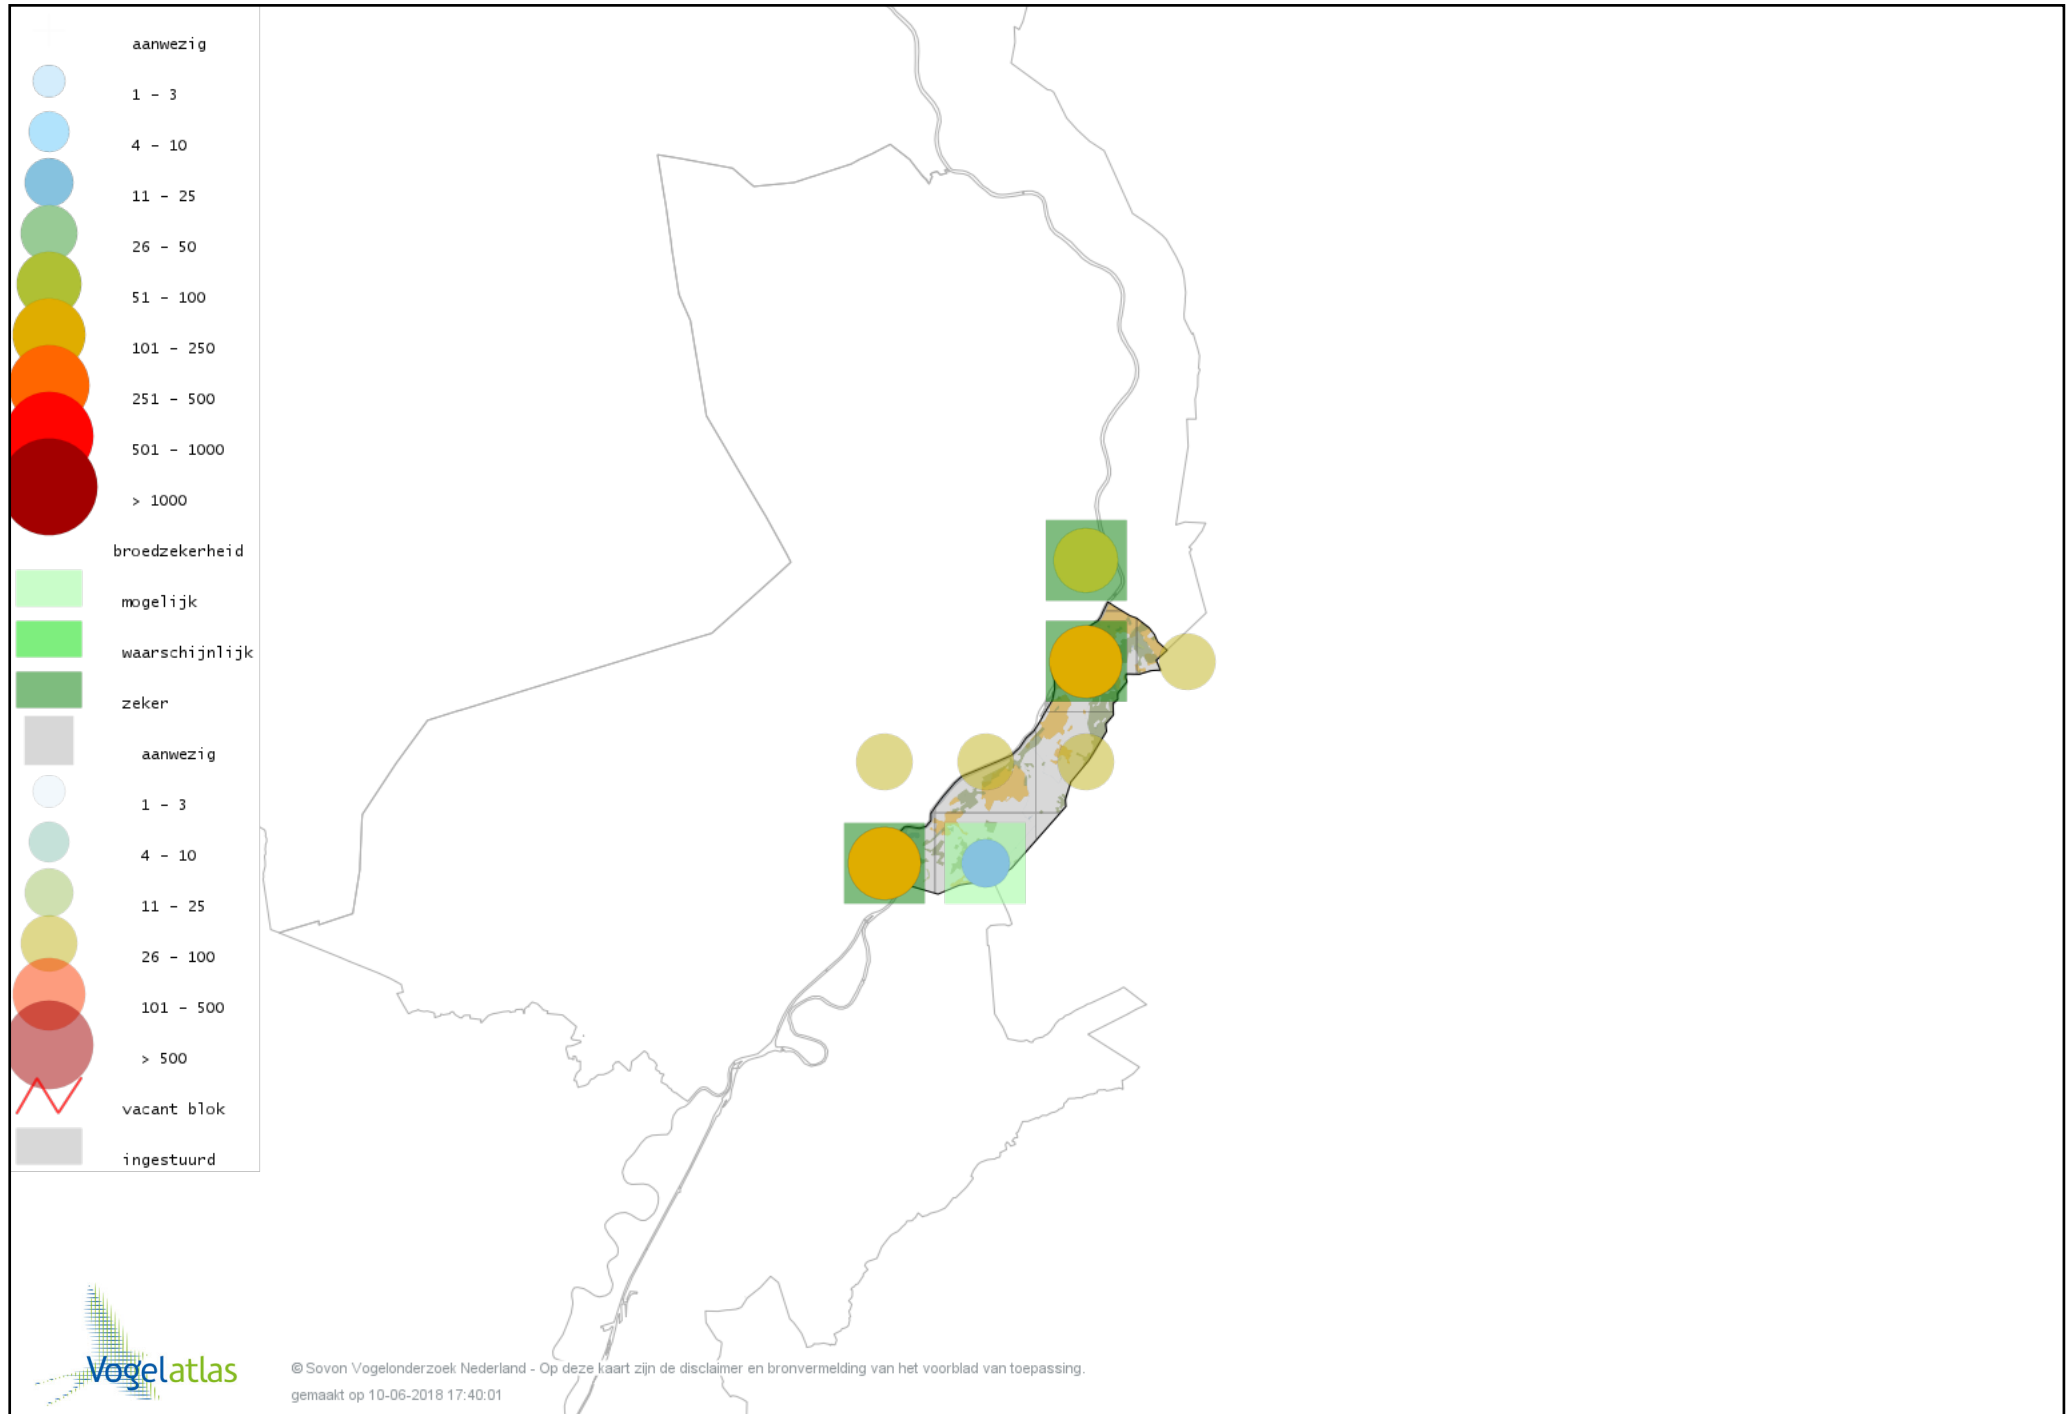 aanwezig
1 - 3
4 - 10
11 - 25
26 - 50
51 - 100
101 - 250
251 - 500
501 - 1000
> 1000
broedzekerheid
mogelijk
waarschijnlijk
zeker
aanwezig
1 - 3
4 - 10
11 - 25
26 - 100
101 - 500
> 500
vacant blok
ingestuurd
Vogelatlas
© Sovon Vogelonderzoek Nederland - Op deze kaart zijn de disclaimer en bronvermelding van het voorblad van toepassing.
gemaakt op 10-06-2018 17:40:01